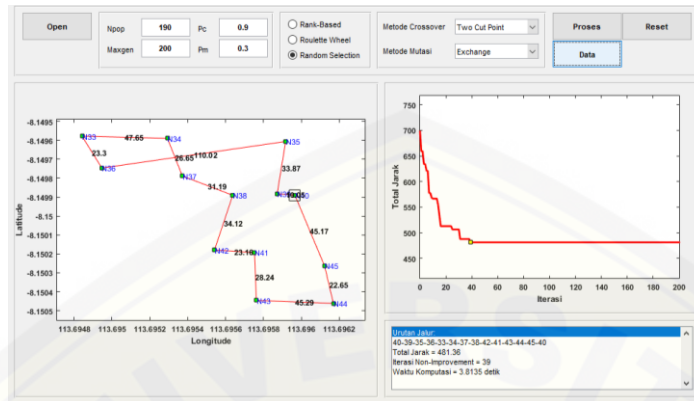 Open
Npop 190 Pc 0.9
Maxgen 200 Pm 0.3
Rank-Based
Roulette Wheel
Random Selection
Metode Crossover Two Cut Point
Metode Mutasi Exchange
Proses Reset
Data
-8.1495
-8.1496
-8.1497
-8.1498
-8.1499
-8.15
-8.1501
-8.1502
-8.1503
-8.1504
-8.1505
Latitude
N33 47.65 N34 N35
23.3 26.65 110.02
N36 N37 33.87
31.19 N38
34.12 45.17
N42 23.16 N41
N45
28.24 22.65
N43 45.29 N44
113.6948 113.695 113.6952 113.6954 113.6956 113.6958 113.696 113.6962
Longitude
750
700
650
600
550
500
450
Total Jarak
0 20 40 60 80 100 120 140 160 180 200
Iterasi
Urutan Jalur:
40-39-35-36-33-34-37-38-42-41-43-44-45-40
Total Jarak = 481.36
Iterasi Non-Improvement = 39
Waktu Komputasi = 3.8135 detik